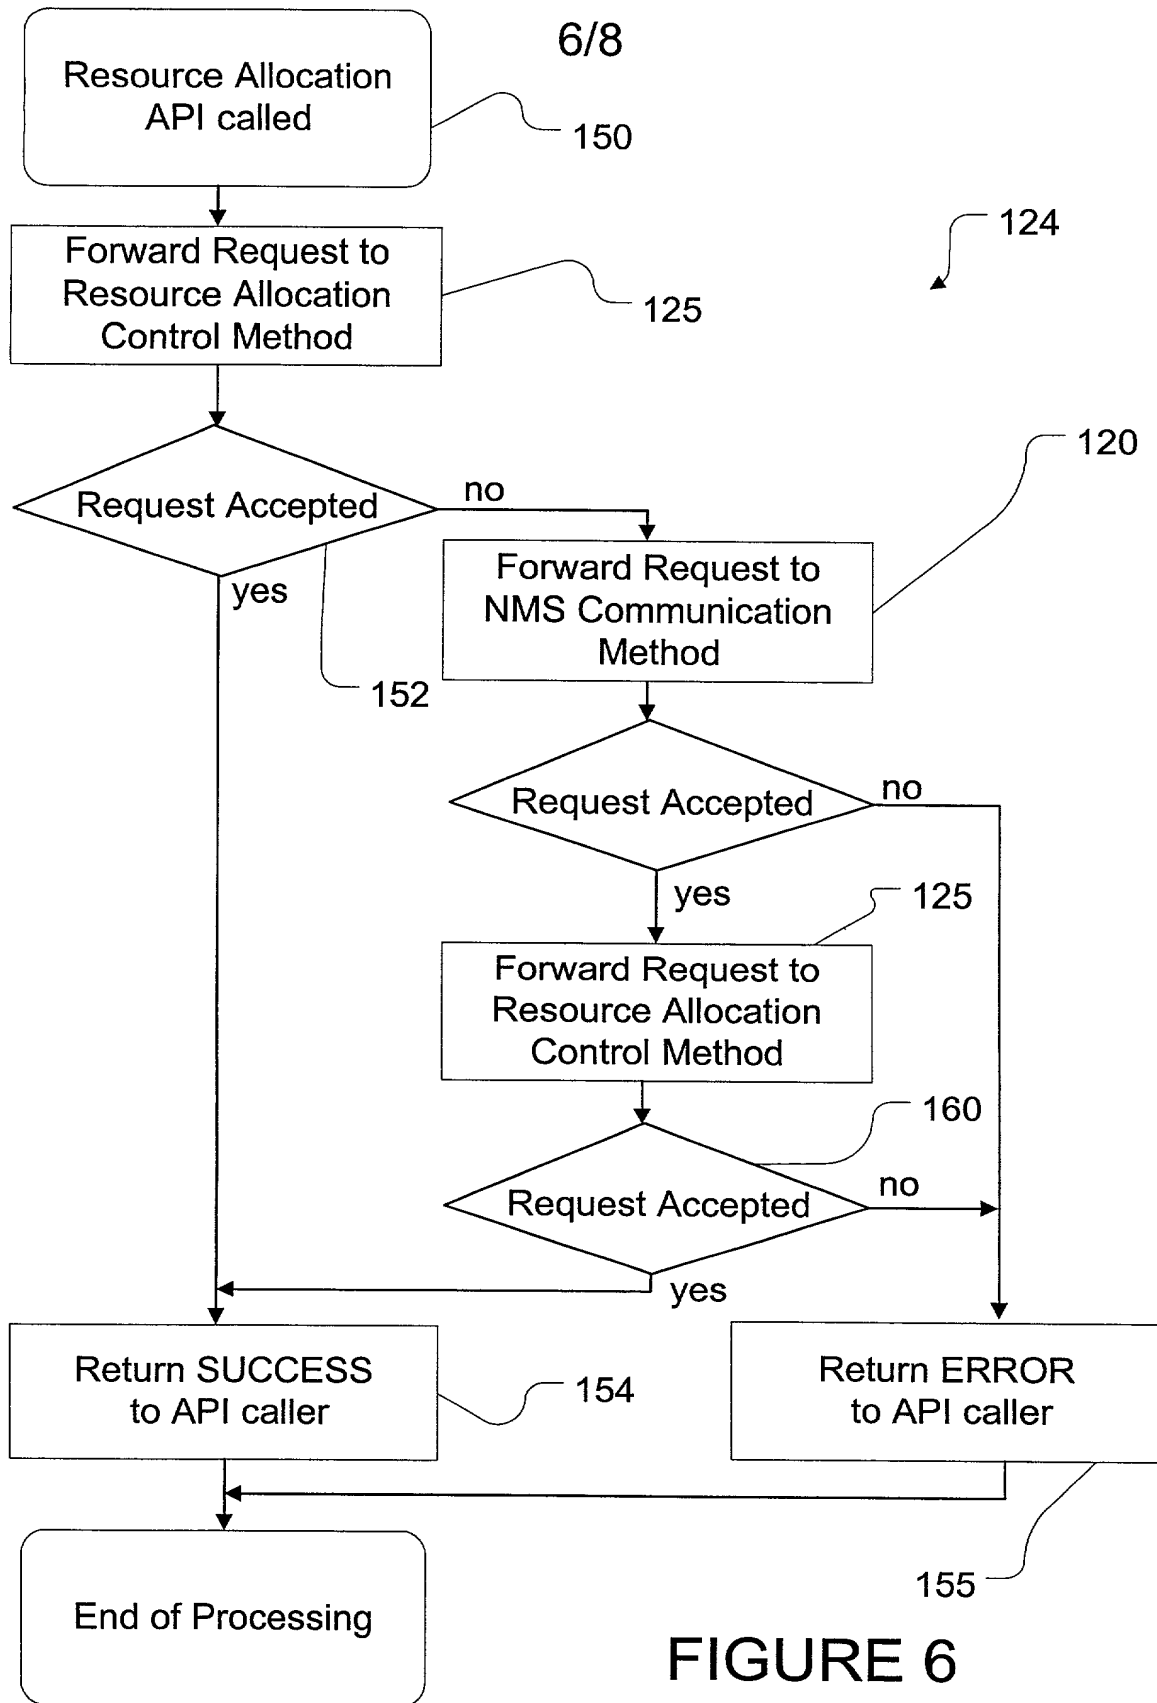 6/8
Resource Allocation
API called
150
124
Forward Request to
Resource Allocation
Control Method
125
120
Request Accepted
no
yes
152
Forward Request to
NMS Communication
Method
Request Accepted
no
yes
125
Forward Request to
Resource Allocation
Control Method
160
Request Accepted
no
yes
Return SUCCESS
to API caller
154
Return ERROR
to API caller
155
End of Processing
FIGURE 6